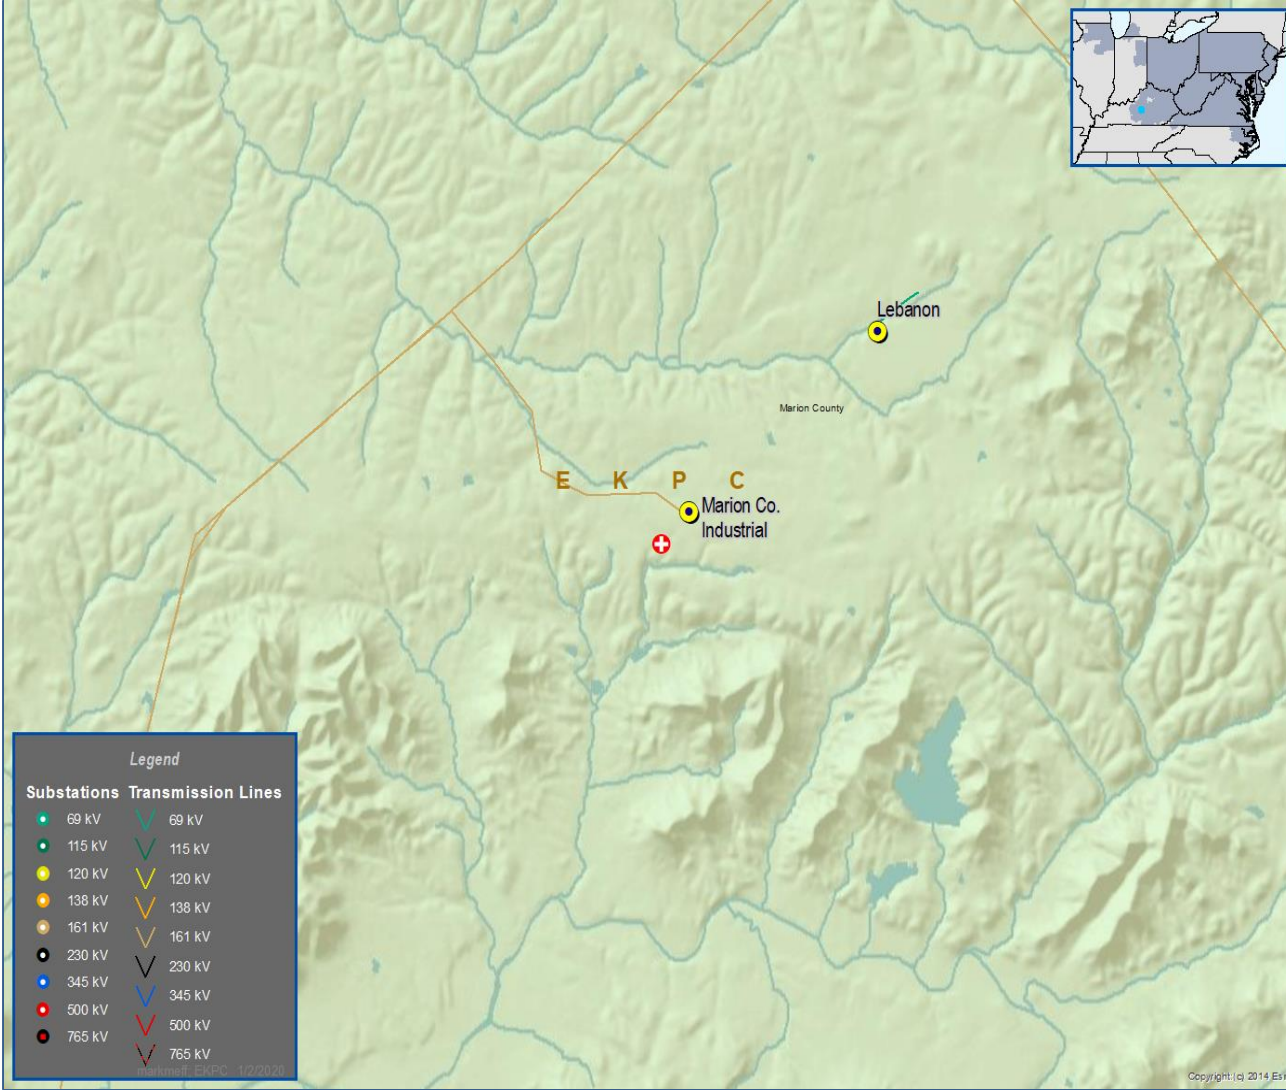 Lebanon
Marion County
E K P C
Marion Co.
Industrial
Legend
Substations Transmission Lines
69 kV 69 kV
115 kV 115 kV
120 kV 120 kV
138 kV 138 kV
161 kV 161 kV
230 kV 230 kV
345 kV 345 kV
500 kV 500 kV
765 kV 765 kV
markmeff, EKPC 1/2/2020
Copyright:(c) 2014 Es